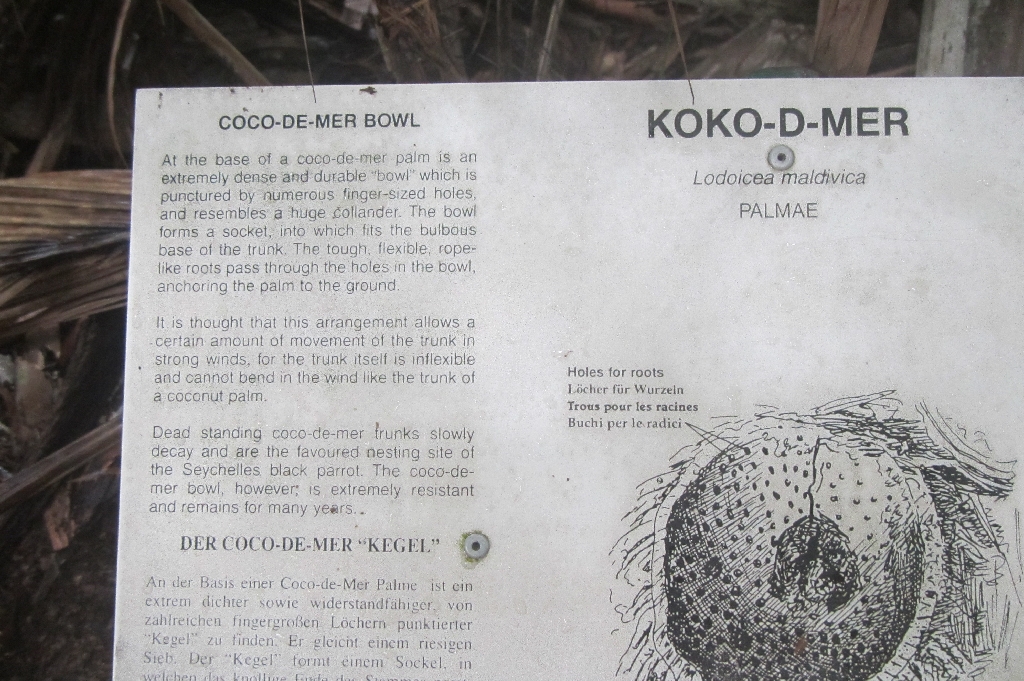 COCO-DE-MER BOWL
At the base of a coco-de-mer palm is an
extremely dense and durable "bowl" which is
punctured by numerous finger-sized holes,
and resembles a huge collander. The bowl
forms a socket, into which fits the bulbous
base of the trunk. The tough, flexible, rope-
like roots pass through the holes in the bowl,
anchoring the palm to the ground.
It is thought that this arrangement allows a
certain amount of movement of the trunk in
strong winds, for the trunk itself is inflexible
and cannot bend in the wind like the trunk of
a coconut palm.
Dead standing coco-de-mer trunks slowly
decay and are the favoured nesting site of
the Seychelles black parrot. The coco-de-
mer bowl, however, is extremely resistant
and remains for many years.
DER COCO-DE-MER "KEGEL"
An der Basis einer Coco-de-Mer Palme ist ein
extrem dichter sowie widerstandfähiger, von
zahlreichen fingergroßen Löchern punktierter
"Kegel" zu finden. Er gleicht einem riesigen
Sieb. Der "Kegel" formt einem Sockel, in
welchen das knollige Ende des Stammes
KOKO-D-MER
Lodoicea maldivica
PALMAE
Holes for roots
Löcher für Wurzeln
Trous pour les racines
Buchi per le radici